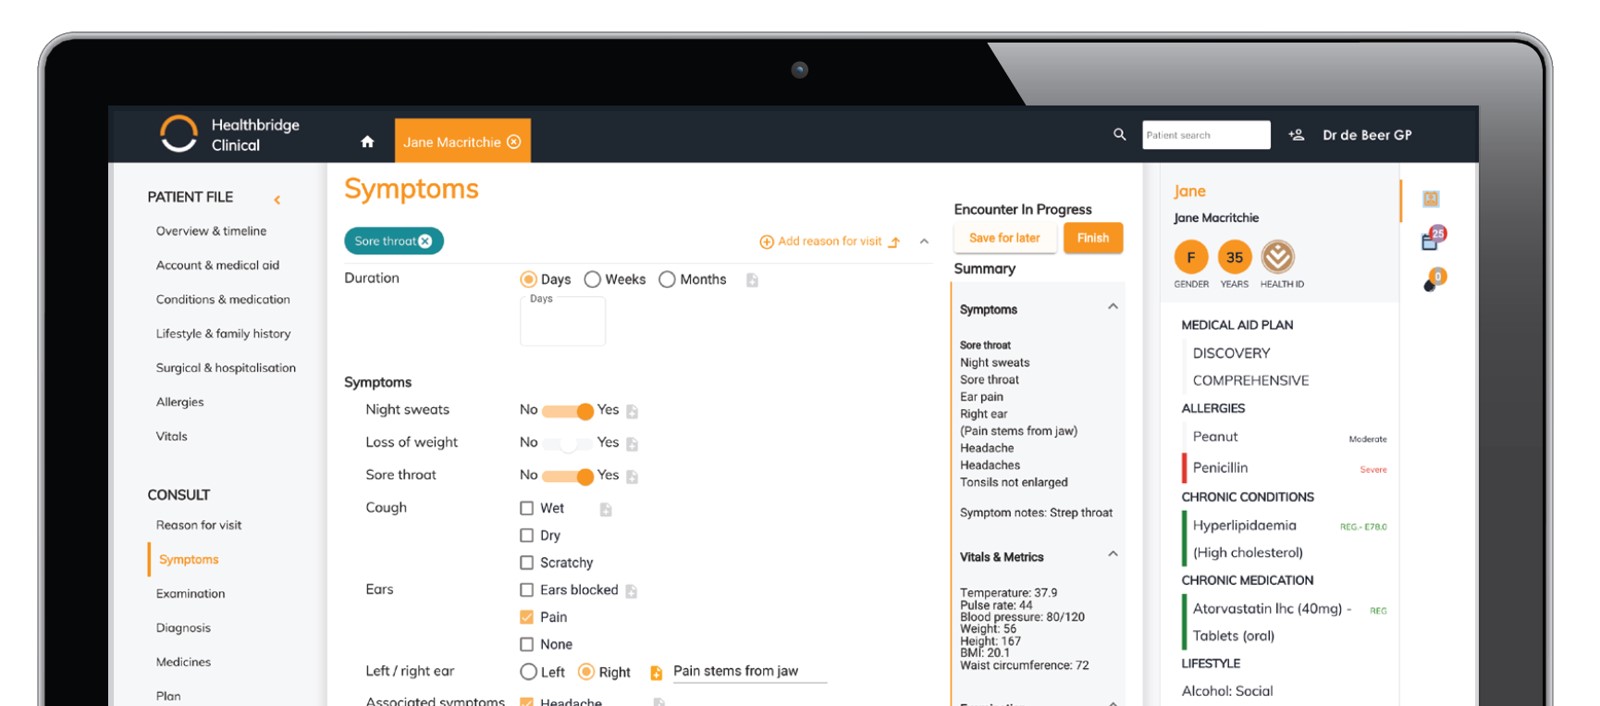 Healthbridge
Clinical
Jane Macritchie
Patient search
Dr de Beer GP
PATIENT FILE
Overview & timeline
Account & medical aid
Conditions & medication
Lifestyle & family history
Surgical & hospitalisation
Allergies
Vitals
CONSULT
Reason for visit
Symptoms
Examination
Diagnosis
Medicines
Plan
Symptoms
Sore throat
Add reason for visit
Duration
Days Weeks Months
Days
Symptoms
Night sweats No Yes
Loss of weight No Yes
Sore throat No Yes
Cough Wet
Dry
Scratchy
Ears Ears blocked
Pain
None
Left / right ear Left Right Pain stems from jaw
Associated symptoms Headache
Encounter In Progress
Save for later Finish
Summary
Symptoms
Sore throat
Night sweats
Sore throat
Ear pain
Right ear
(Pain stems from jaw)
Headache
Headaches
Tonsils not enlarged
Symptom notes: Strep throat
Vitals & Metrics
Temperature: 37.9
Pulse rate: 44
Blood pressure: 80/120
Weight: 56
Height: 167
BMI: 20.1
Waist circumference: 72
Jane
Jane Macritchie
F 35
GENDER YEARS HEALTH ID
MEDICAL AID PLAN
DISCOVERY
COMPREHENSIVE
ALLERGIES
Peanut Moderate
Penicillin Severe
CHRONIC CONDITIONS
Hyperlipidaemia REG - E78.0
(High cholesterol)
CHRONIC MEDICATION
Atorvastatin lhc (40mg) - REG
Tablets (oral)
LIFESTYLE
Alcohol: Social
25
0